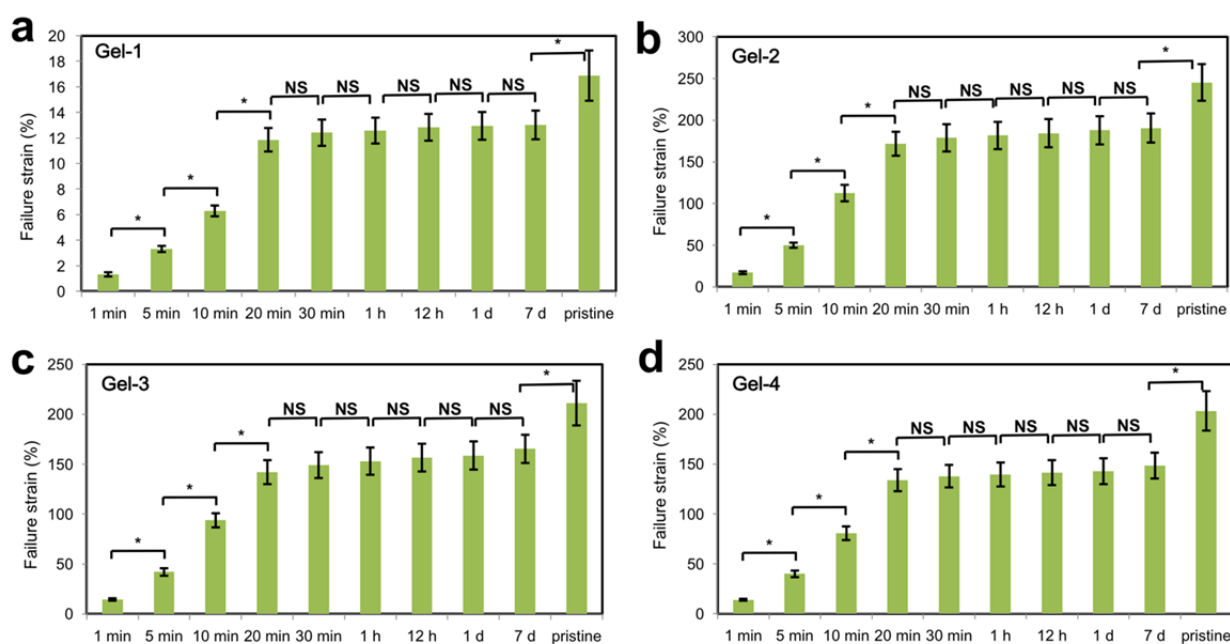 a
Gel-1
Failure strain (%)
20
18
16
14
12
10
8
6
4
2
0
* * * NS NS NS NS NS *
1 min 5 min 10 min 20 min 30 min 1 h 12 h 1 d 7 d pristine
b
Gel-2
Failure strain (%)
300
250
200
150
100
50
0
* * * NS NS NS NS NS *
1 min 5 min 10 min 20 min 30 min 1 h 12 h 1 d 7 d pristine
c
Gel-3
Failure strain (%)
250
200
150
100
50
0
* * * NS NS NS NS NS *
1 min 5 min 10 min 20 min 30 min 1 h 12 h 1 d 7 d pristine
d
Gel-4
Failure strain (%)
250
200
150
100
50
0
* * * NS NS NS NS NS *
1 min 5 min 10 min 20 min 30 min 1 h 12 h 1 d 7 d pristine